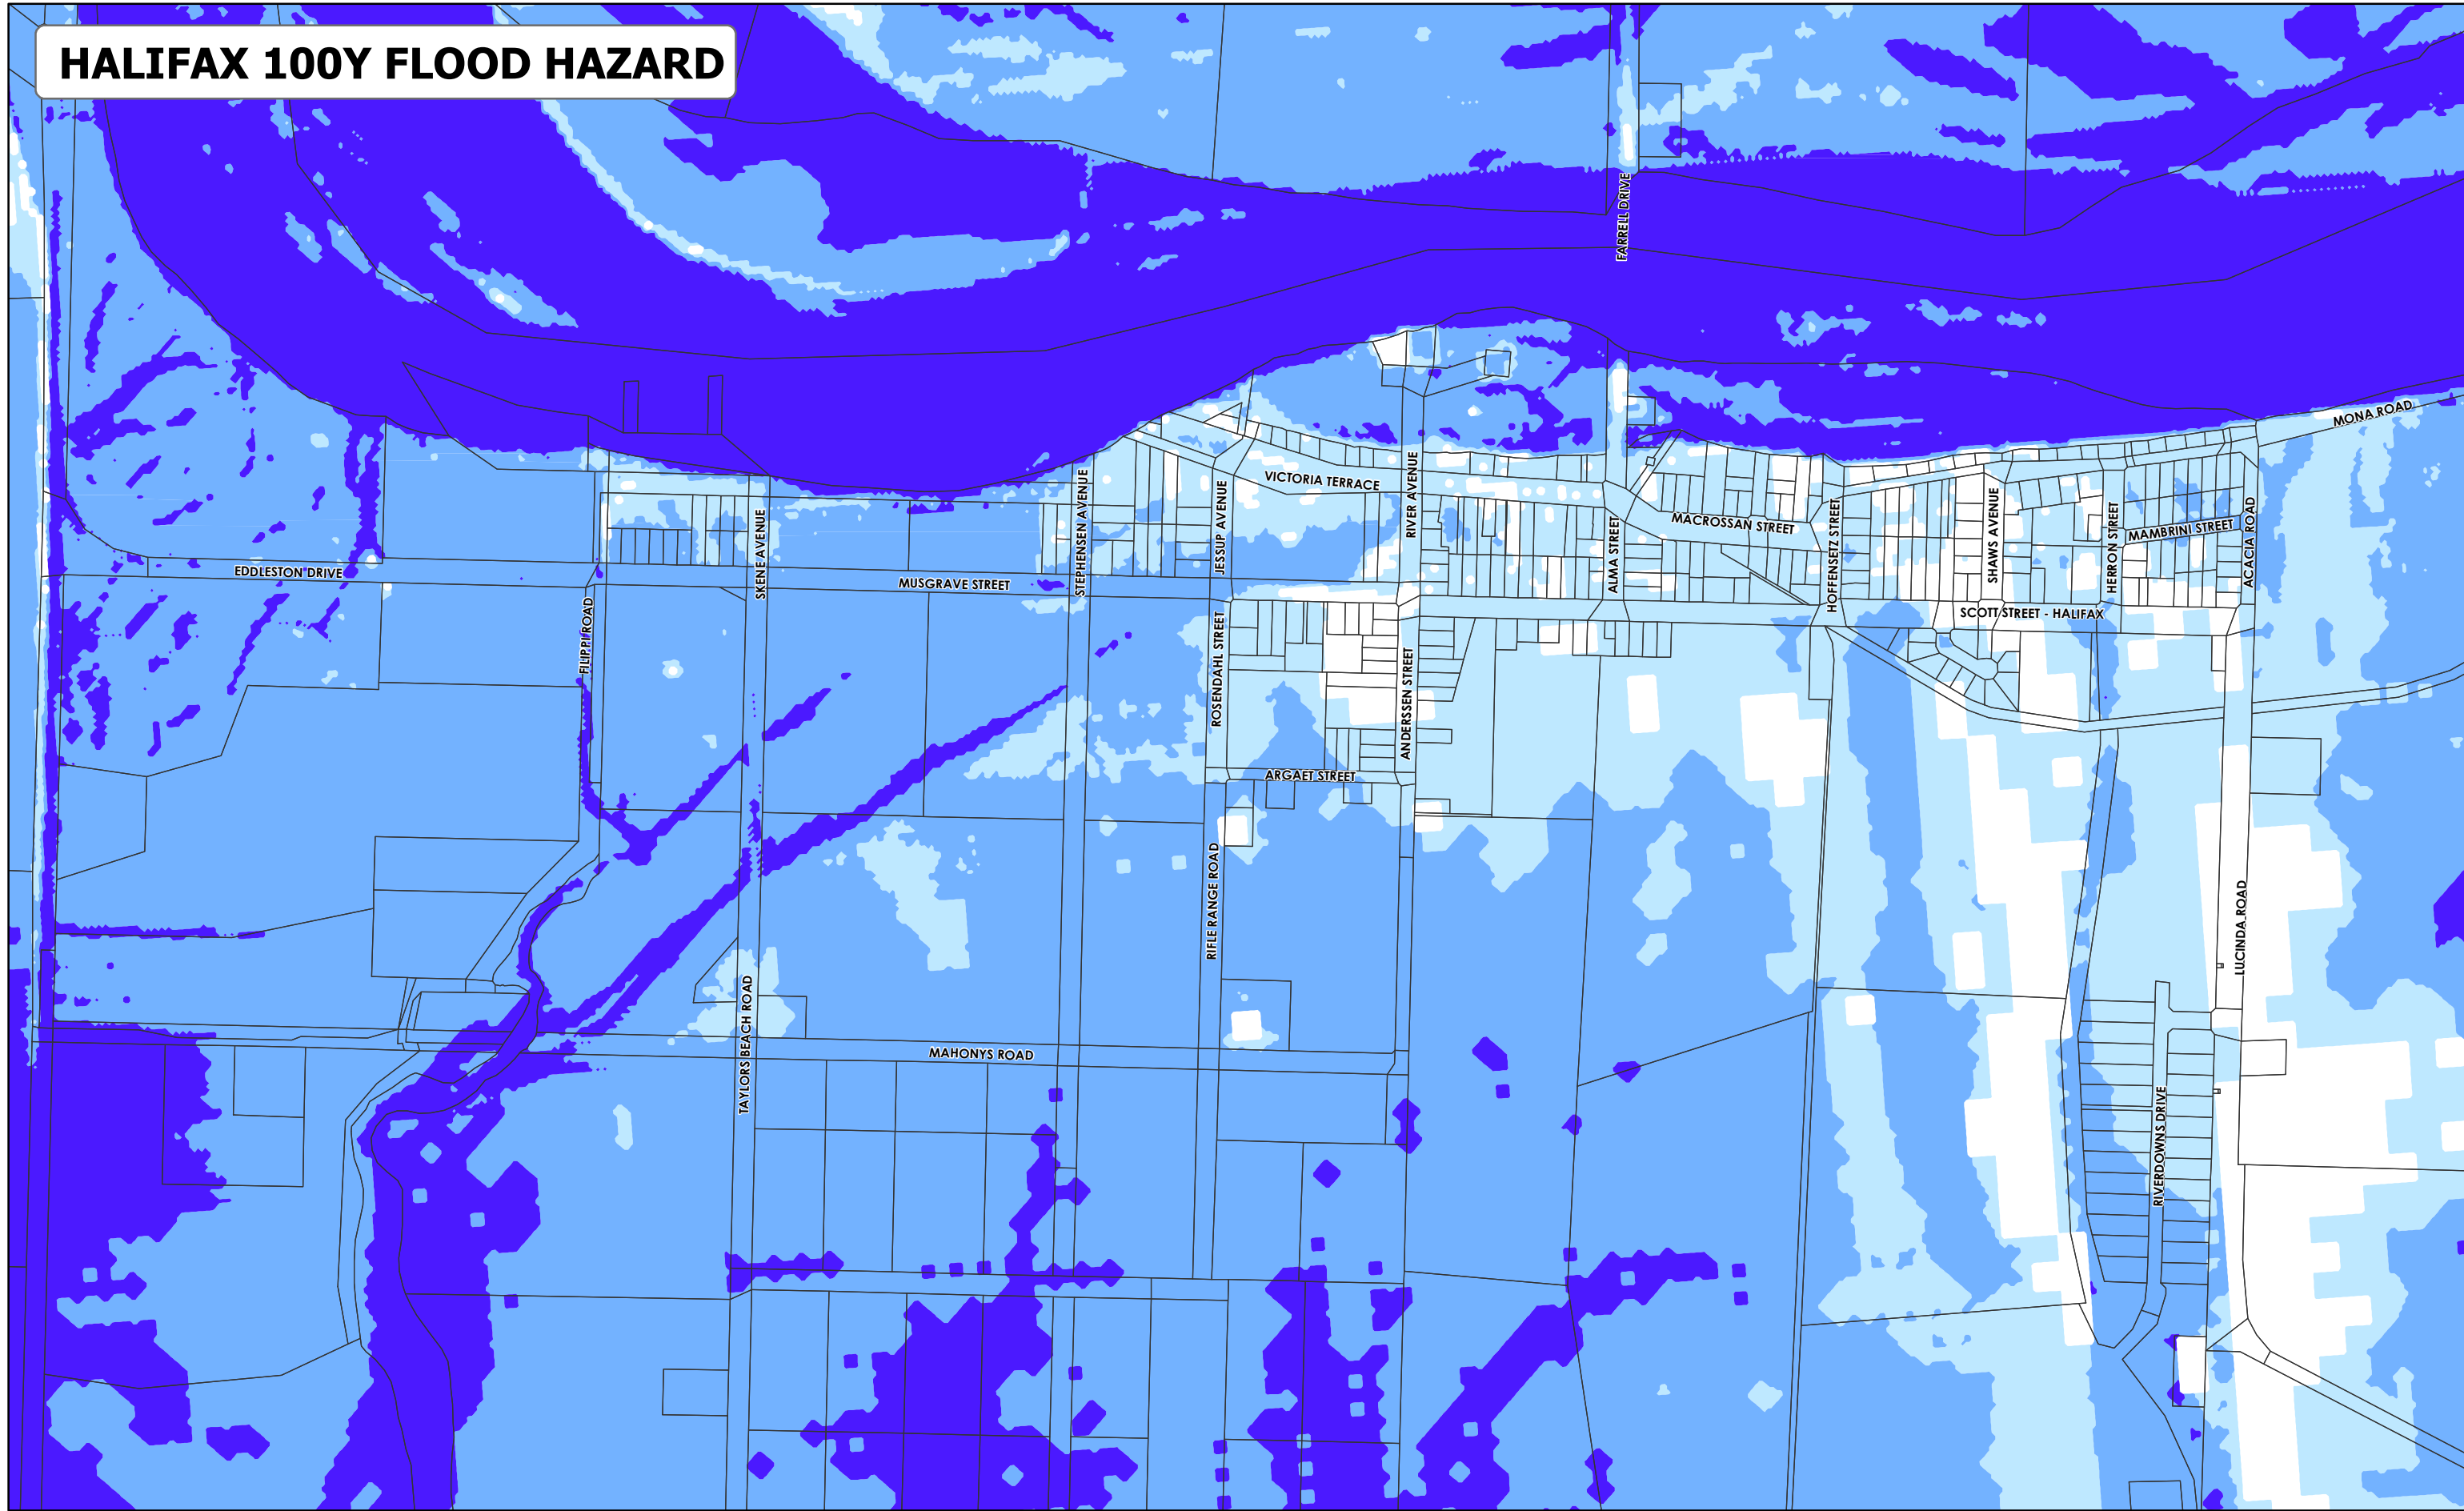 HALIFAX 100Y FLOOD HAZARD
FARRELL DRIVE
MONA ROAD
VICTORIA TERRACE
RIVER AVENUE
STEPHENSEN AVENUE
JESSUP AVENUE
SKENE AVENUE
MACROSSAN STREET
ALMA STREET
HOFFENSETZ STREET
SHAWS AVENUE
HERRON STREET
MAMBRINI STREET
ACACIA ROAD
EDDLESTON DRIVE
MUSGRAVE STREET
SCOTT STREET - HALIFAX
FILIPPI ROAD
ROSENDAHL STREET
ANDERSSEN STREET
ARGAET STREET
RIFLE RANGE ROAD
LUCINDA ROAD
TAYLORS BEACH ROAD
MAHONYS ROAD
RIVERDOWNS DRIVE